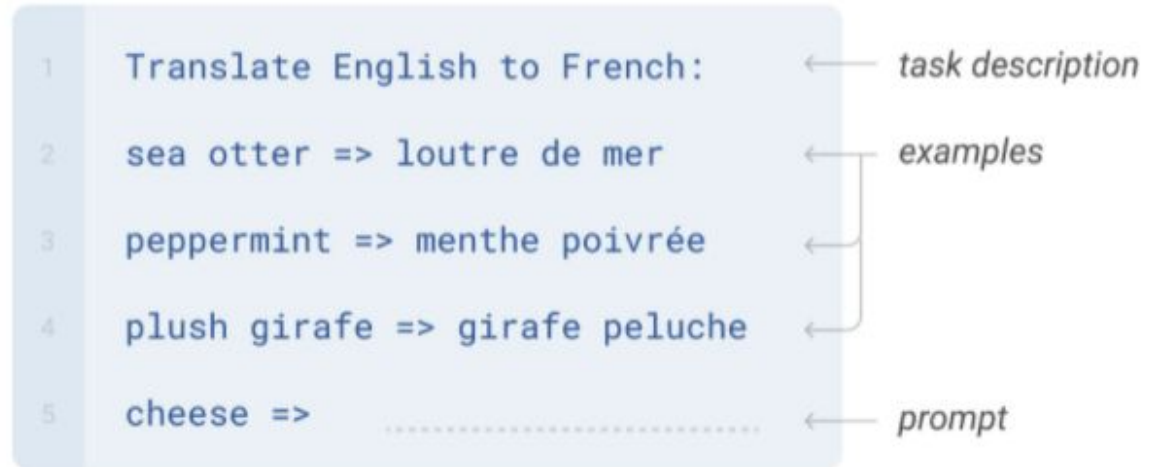 1 Translate English to French: task description
2 sea otter => loutre de mer examples
3 peppermint => menthe poivrée
4 plush girafe => girafe peluche
5 cheese => prompt